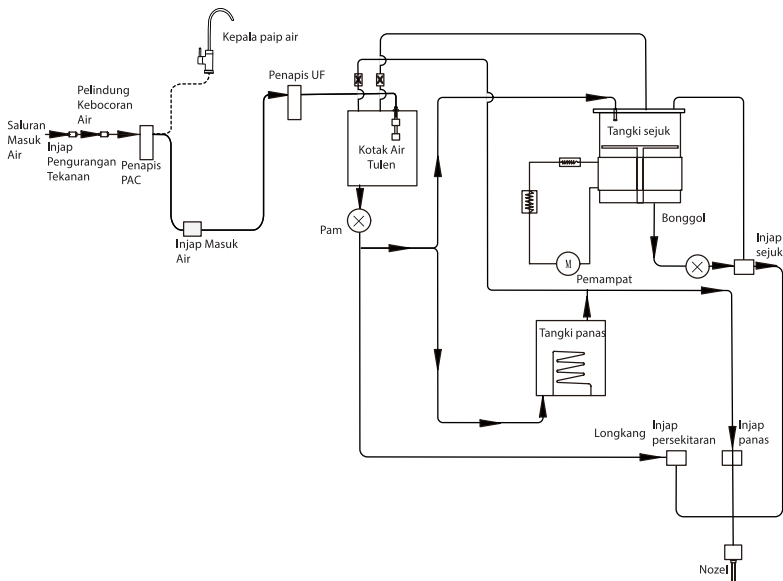 Kepala paip air
Penapis UF
Pelindung
Kebocoran
Air
Saluran
Masuk
Air
Injap
Pengurangan
Tekanan
Penapis
PAC
Kotak Air
Tulen
Tangki sejuk
Injap Masuk
Air
Pam
Bonggol
Injap
sejuk
M
Pemampat
Tangki panas
Longkang
Injap
persekitaran
Injap
panas
Nozel